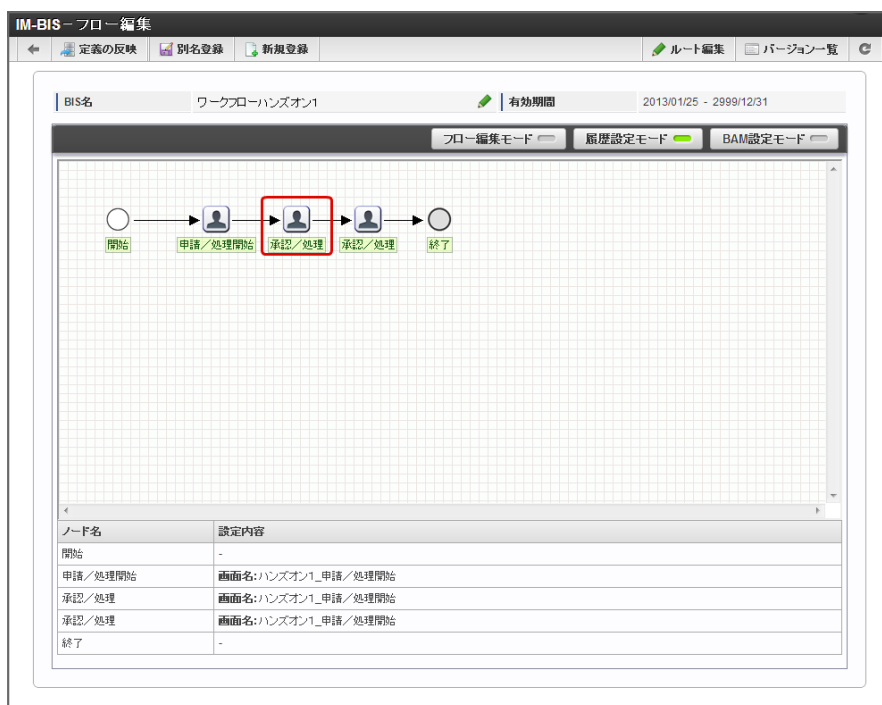 IM-BIS－フロー編集
定義の反映 別名登録 新規登録 ルート編集 バージョン一覧
BIS名 ワークフローハンズオン1 有効期間 2013/01/25 - 2999/12/31
フロー編集モード 履歴設定モード BAM設定モード
開始 申請／処理開始 承認／処理 承認／処理 終了
ノード名 設定内容
開始 -
申請／処理開始 画面名:ハンズオン1_申請／処理開始
承認／処理 画面名:ハンズオン1_申請／処理開始
承認／処理 画面名:ハンズオン1_申請／処理開始
終了 -